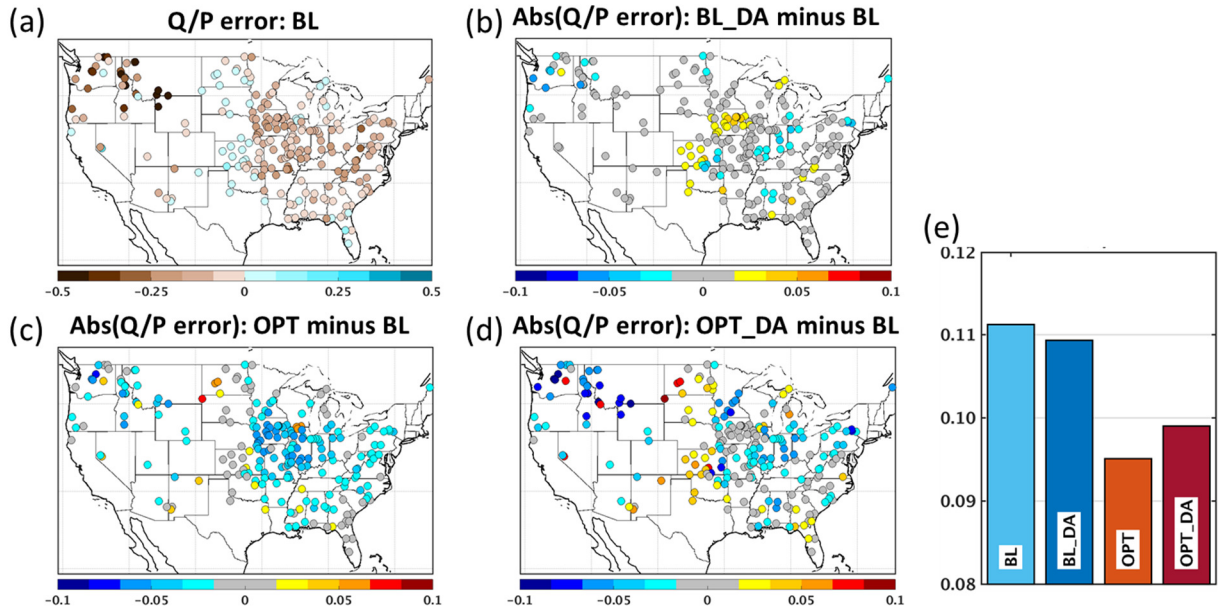 (a) Q/P error: BL
−0.5 −0.25 0 0.25 0.5
(b) Abs(Q/P error): BL_DA minus BL
−0.1 −0.05 0 0.05 0.1
(c) Abs(Q/P error): OPT minus BL
−0.1 −0.05 0 0.05 0.1
(d) Abs(Q/P error): OPT_DA minus BL
−0.1 −0.05 0 0.05 0.1
(e)
0.12
0.11
0.10
0.09
0.08
BL
BL_DA
OPT
OPT_DA